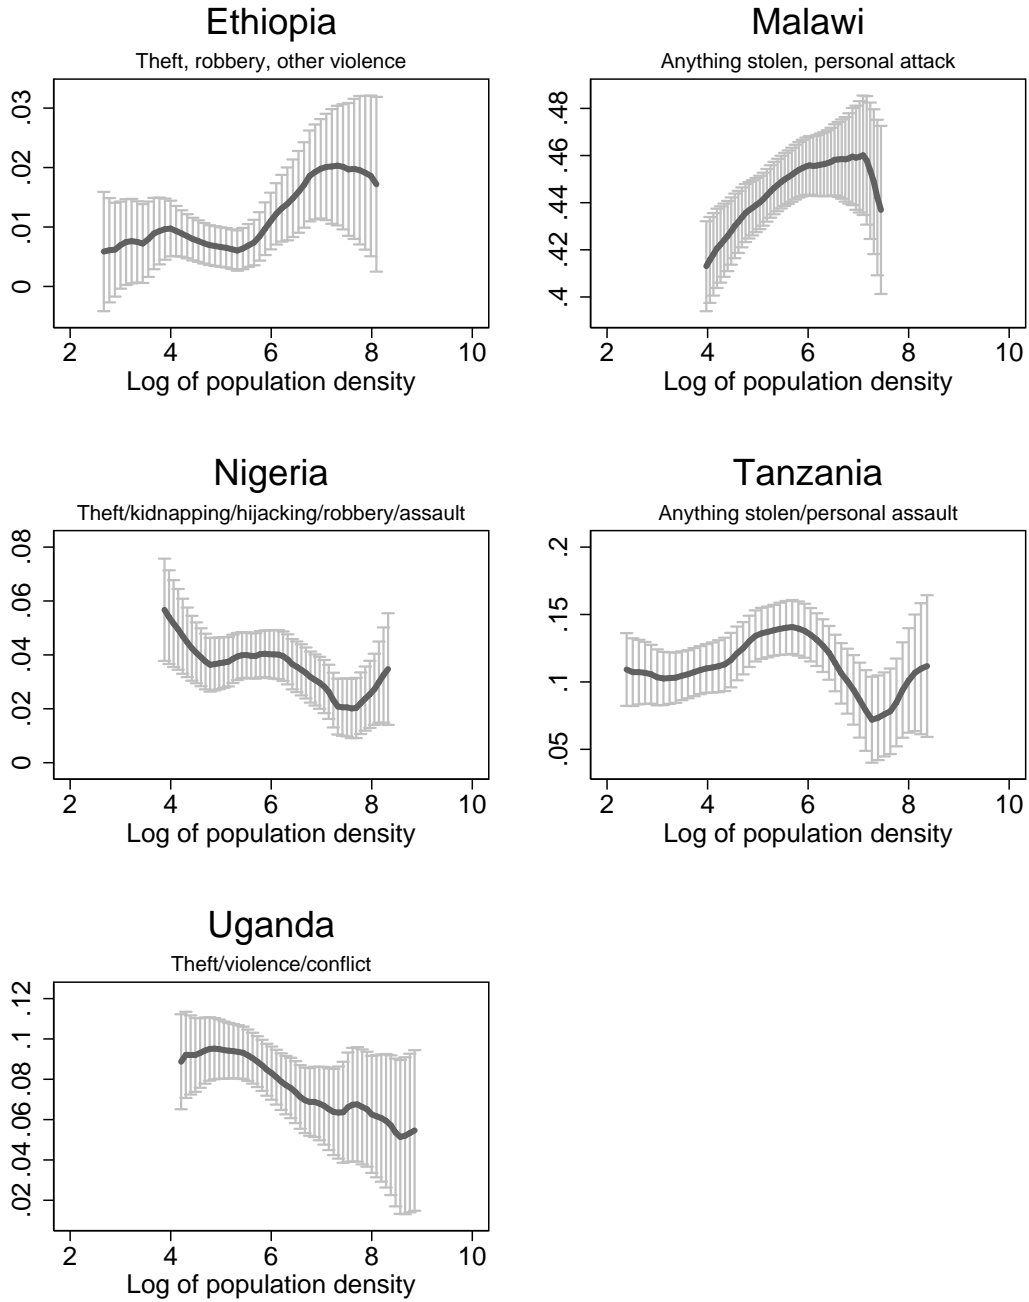 Ethiopia
Theft, robbery, other violence
.03
.02
.01
0
2 4 6 8 10
Log of population density
Malawi
Anything stolen, personal attack
.48
.46
.44
.42
.4
2 4 6 8 10
Log of population density
Nigeria
Theft/kidnapping/hijacking/robbery/assault
.08
.06
.04
.02
0
2 4 6 8 10
Log of population density
Tanzania
Anything stolen/personal assault
.2
.15
.1
.05
2 4 6 8 10
Log of population density
Uganda
Theft/violence/conflict
.12
.1
.08
.06
.04
.02
2 4 6 8 10
Log of population density